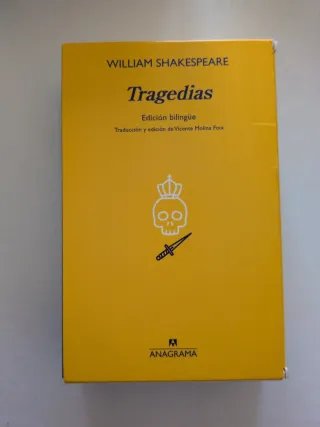 WILLIAM SHAKESPEARE
Tragedias
Edición bilingüe
Traducción y edición de Vicente Molina Foix
ANAGRAMA